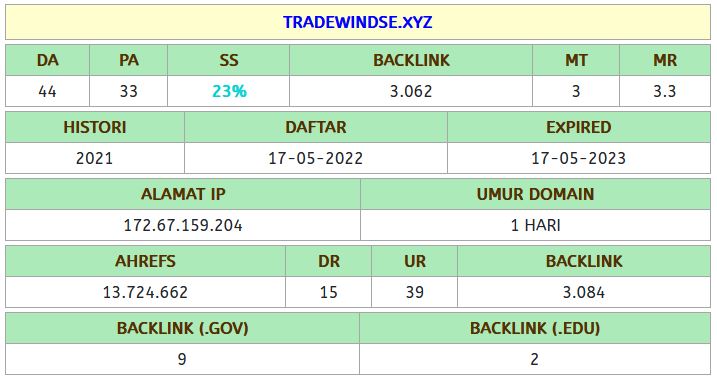 TRADEWINDSE.XYZ
DA PA SS BACKLINK MT MR
44 33 23% 3.062 3 3.3
HISTORI DAFTAR EXPIRED
2021 17-05-2022 17-05-2023
ALAMAT IP UMUR DOMAIN
172.67.159.204 1 HARI
AHREFS DR UR BACKLINK
13.724.662 15 39 3.084
BACKLINK (.GOV) BACKLINK (.EDU)
9 2